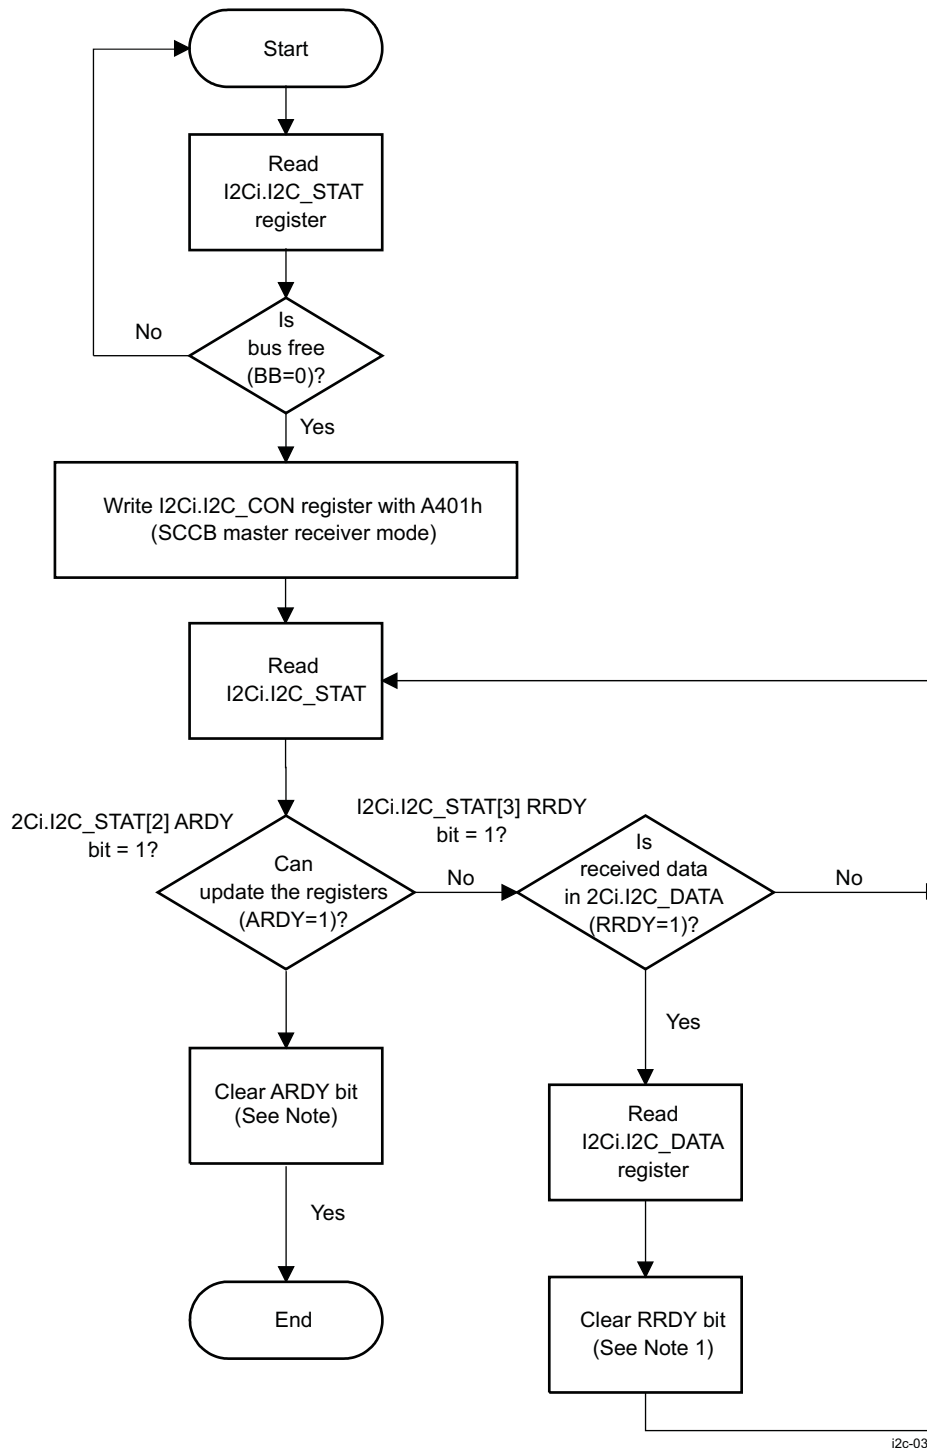 Start
Read
I2Ci.I2C_STAT
register
Is
bus free
(BB=0)?
No
Yes
Write I2Ci.I2C_CON register with A401h
(SCCB master receiver mode)
Read
I2Ci.I2C_STAT
2Ci.I2C_STAT[2] ARDY
bit = 1?
I2Ci.I2C_STAT[3] RRDY
bit = 1?
Can
update the registers
(ARDY=1)?
No
Is
received data
in 2Ci.I2C_DATA
(RRDY=1)?
No
Yes
Clear ARDY bit
(See Note)
Read
I2Ci.I2C_DATA
register
Yes
End
Clear RRDY bit
(See Note 1)
i2c-03